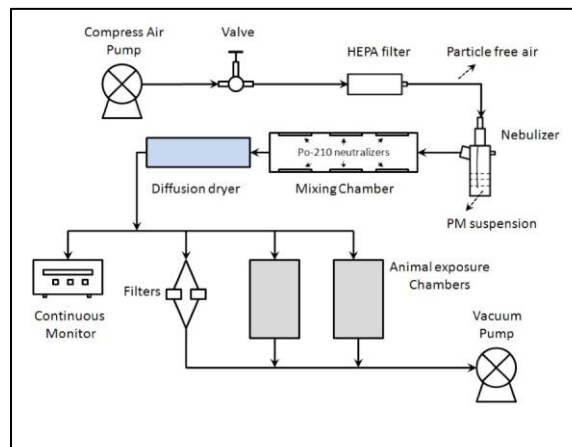 Compress Air
Pump
Valve
HEPA filter
Particle free air
Nebulizer
Po-210 neutralizers
Diffusion dryer
Mixing Chamber
PM suspension
Continuous
Monitor
Filters
Animal exposure
Chambers
Vacuum
Pump